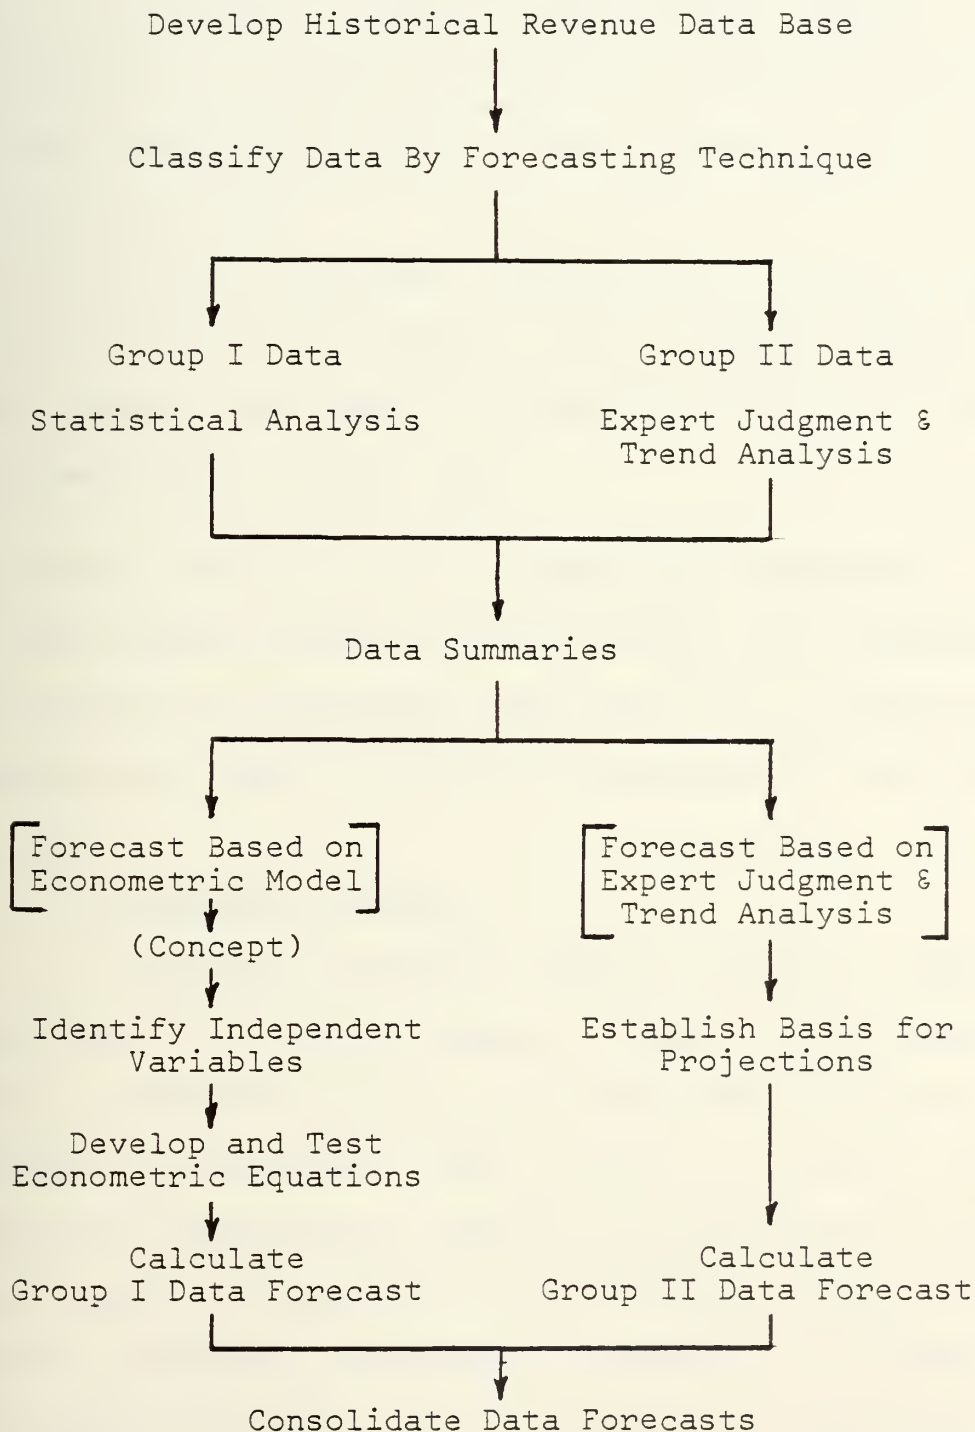 Develop Historical Revenue Data Base
Classify Data By Forecasting Technique
Group I Data
Statistical Analysis
Group II Data
Expert Judgment &
Trend Analysis
Data Summaries
Forecast Based on
Econometric Model
(Concept)
Identify Independent
Variables
Develop and Test
Econometric Equations
Calculate
Group I Data Forecast
Forecast Based on
Expert Judgment &
Trend Analysis
Establish Basis for
Projections
Calculate
Group II Data Forecast
Consolidate Data Forecasts